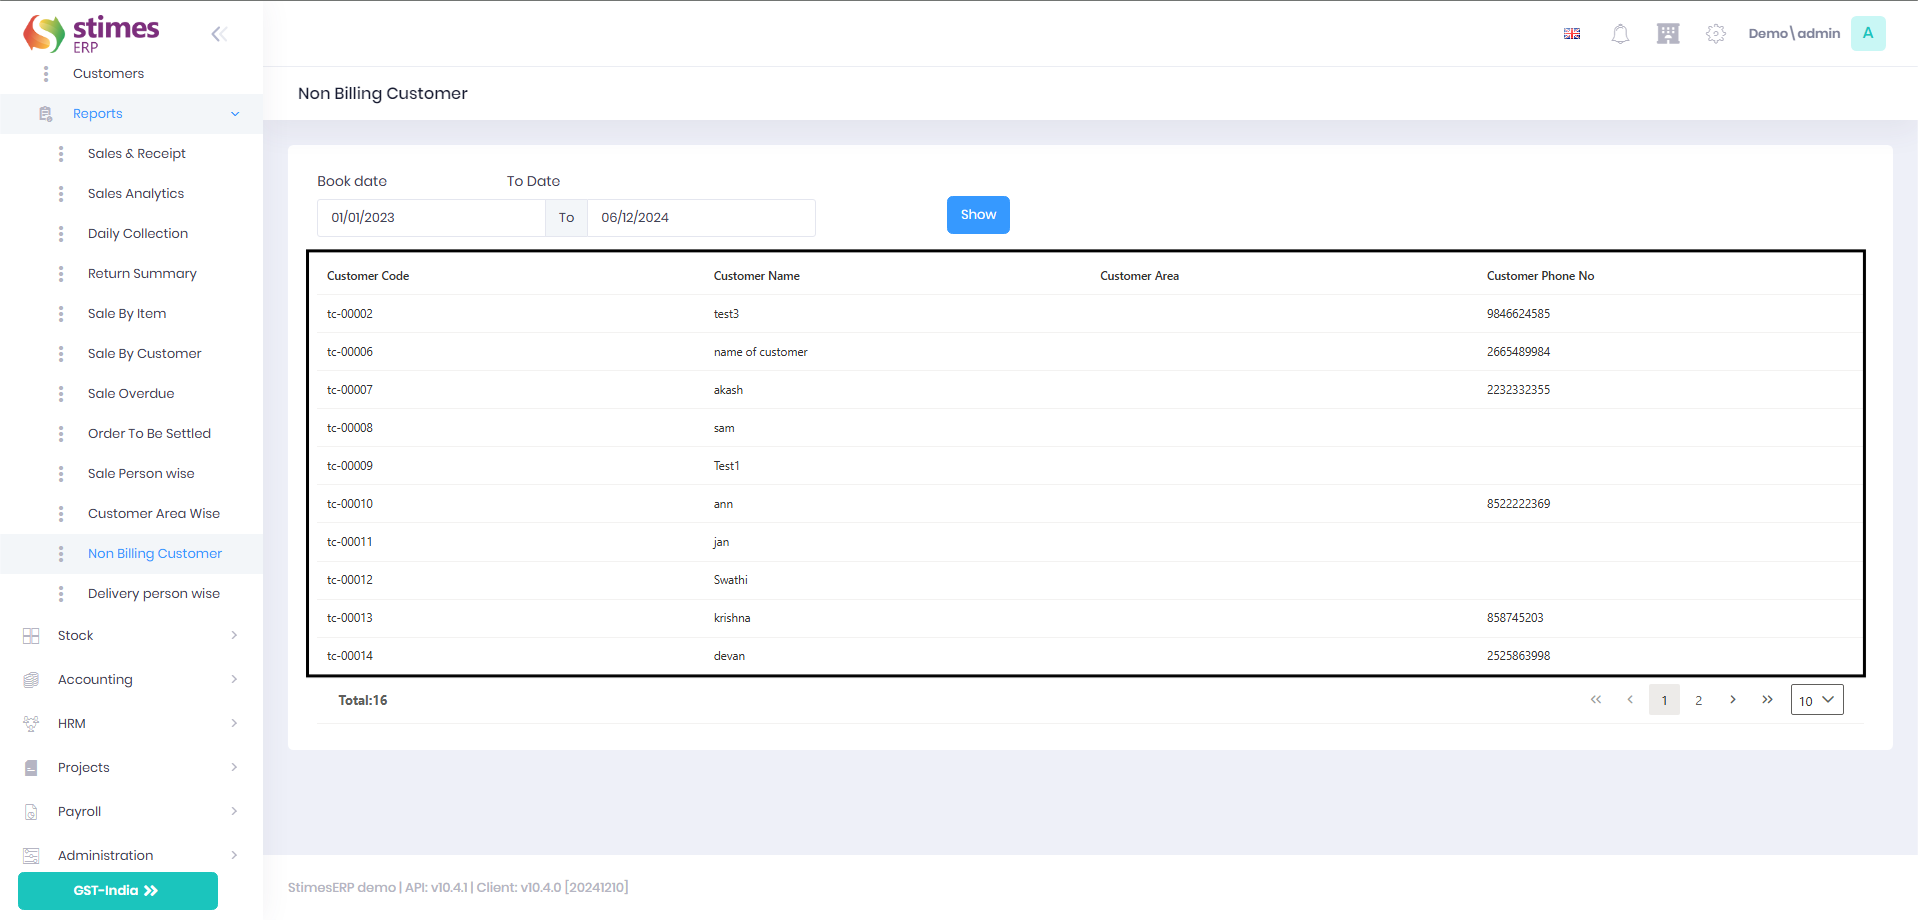 stimes
ERP
Customers
Reports
Sales & Receipt
Sales Analytics
Daily Collection
Return Summary
Sale By Item
Sale By Customer
Sale Overdue
Order To Be Settled
Sale Person wise
Customer Area Wise
Non Billing Customer
Delivery person wise
Stock
Accounting
HRM
Projects
Payroll
Administration
GST-India
Demo\admin A
Non Billing Customer
Book date To Date
01/01/2023 To 06/12/2024 Show
Customer Code Customer Name Customer Area Customer Phone No
tc-00002 test3 9846624585
tc-00006 name of customer 2665489984
tc-00007 akash 2232332355
tc-00008 sam
tc-00009 Test1
tc-00010 ann 8522222369
tc-00011 jan
tc-00012 Swathi
tc-00013 krishna 858745203
tc-00014 devan 2525863998
Total:16 1 2 10
StimesERP demo | API: v10.4.1 | Client: v10.4.0 [20241210]